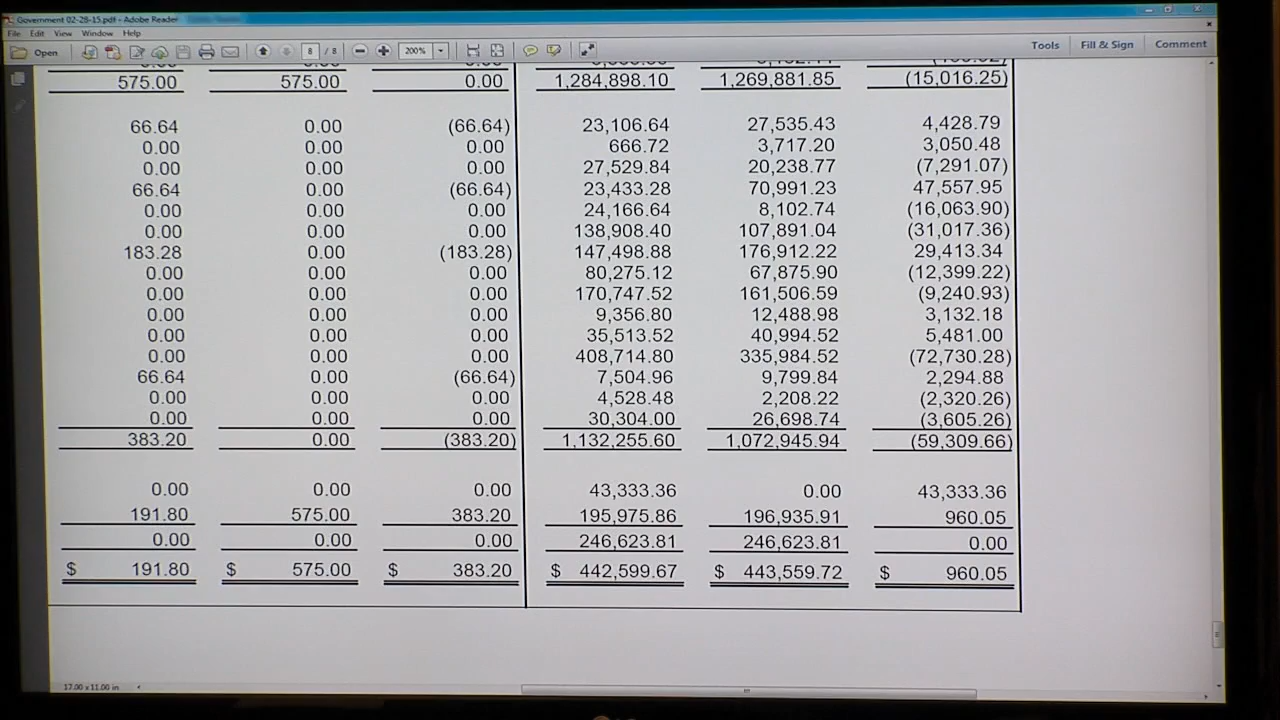 Government 02-28-15.pdf - Adobe Reader
File Edit View Window Help
Open 8 / 8 200% Tools Fill & Sign Comment
575.00 575.00 0.00 1,284,898.10 1,269,881.85 (15,016.25)
66.64 0.00 (66.64) 23,106.64 27,535.43 4,428.79
0.00 0.00 0.00 666.72 3,717.20 3,050.48
0.00 0.00 0.00 27,529.84 20,238.77 (7,291.07)
66.64 0.00 (66.64) 23,433.28 70,991.23 47,557.95
0.00 0.00 0.00 24,166.64 8,102.74 (16,063.90)
0.00 0.00 0.00 138,908.40 107,891.04 (31,017.36)
183.28 0.00 (183.28) 147,498.88 176,912.22 29,413.34
0.00 0.00 0.00 80,275.12 67,875.90 (12,399.22)
0.00 0.00 0.00 170,747.52 161,506.59 (9,240.93)
0.00 0.00 0.00 9,356.80 12,488.98 3,132.18
0.00 0.00 0.00 35,513.52 40,994.52 5,481.00
0.00 0.00 0.00 408,714.80 335,984.52 (72,730.28)
66.64 0.00 (66.64) 7,504.96 9,799.84 2,294.88
0.00 0.00 0.00 4,528.48 2,208.22 (2,320.26)
0.00 0.00 0.00 30,304.00 26,698.74 (3,605.26)
383.20 0.00 (383.20) 1,132,255.60 1,072,945.94 (59,309.66)
0.00 0.00 0.00 43,333.36 0.00 43,333.36
191.80 575.00 383.20 195,975.86 196,935.91 960.05
0.00 0.00 0.00 246,623.81 246,623.81 0.00
$ 191.80 $ 575.00 $ 383.20 $ 442,599.67 $ 443,559.72 $ 960.05
17.00 x 11.00 in